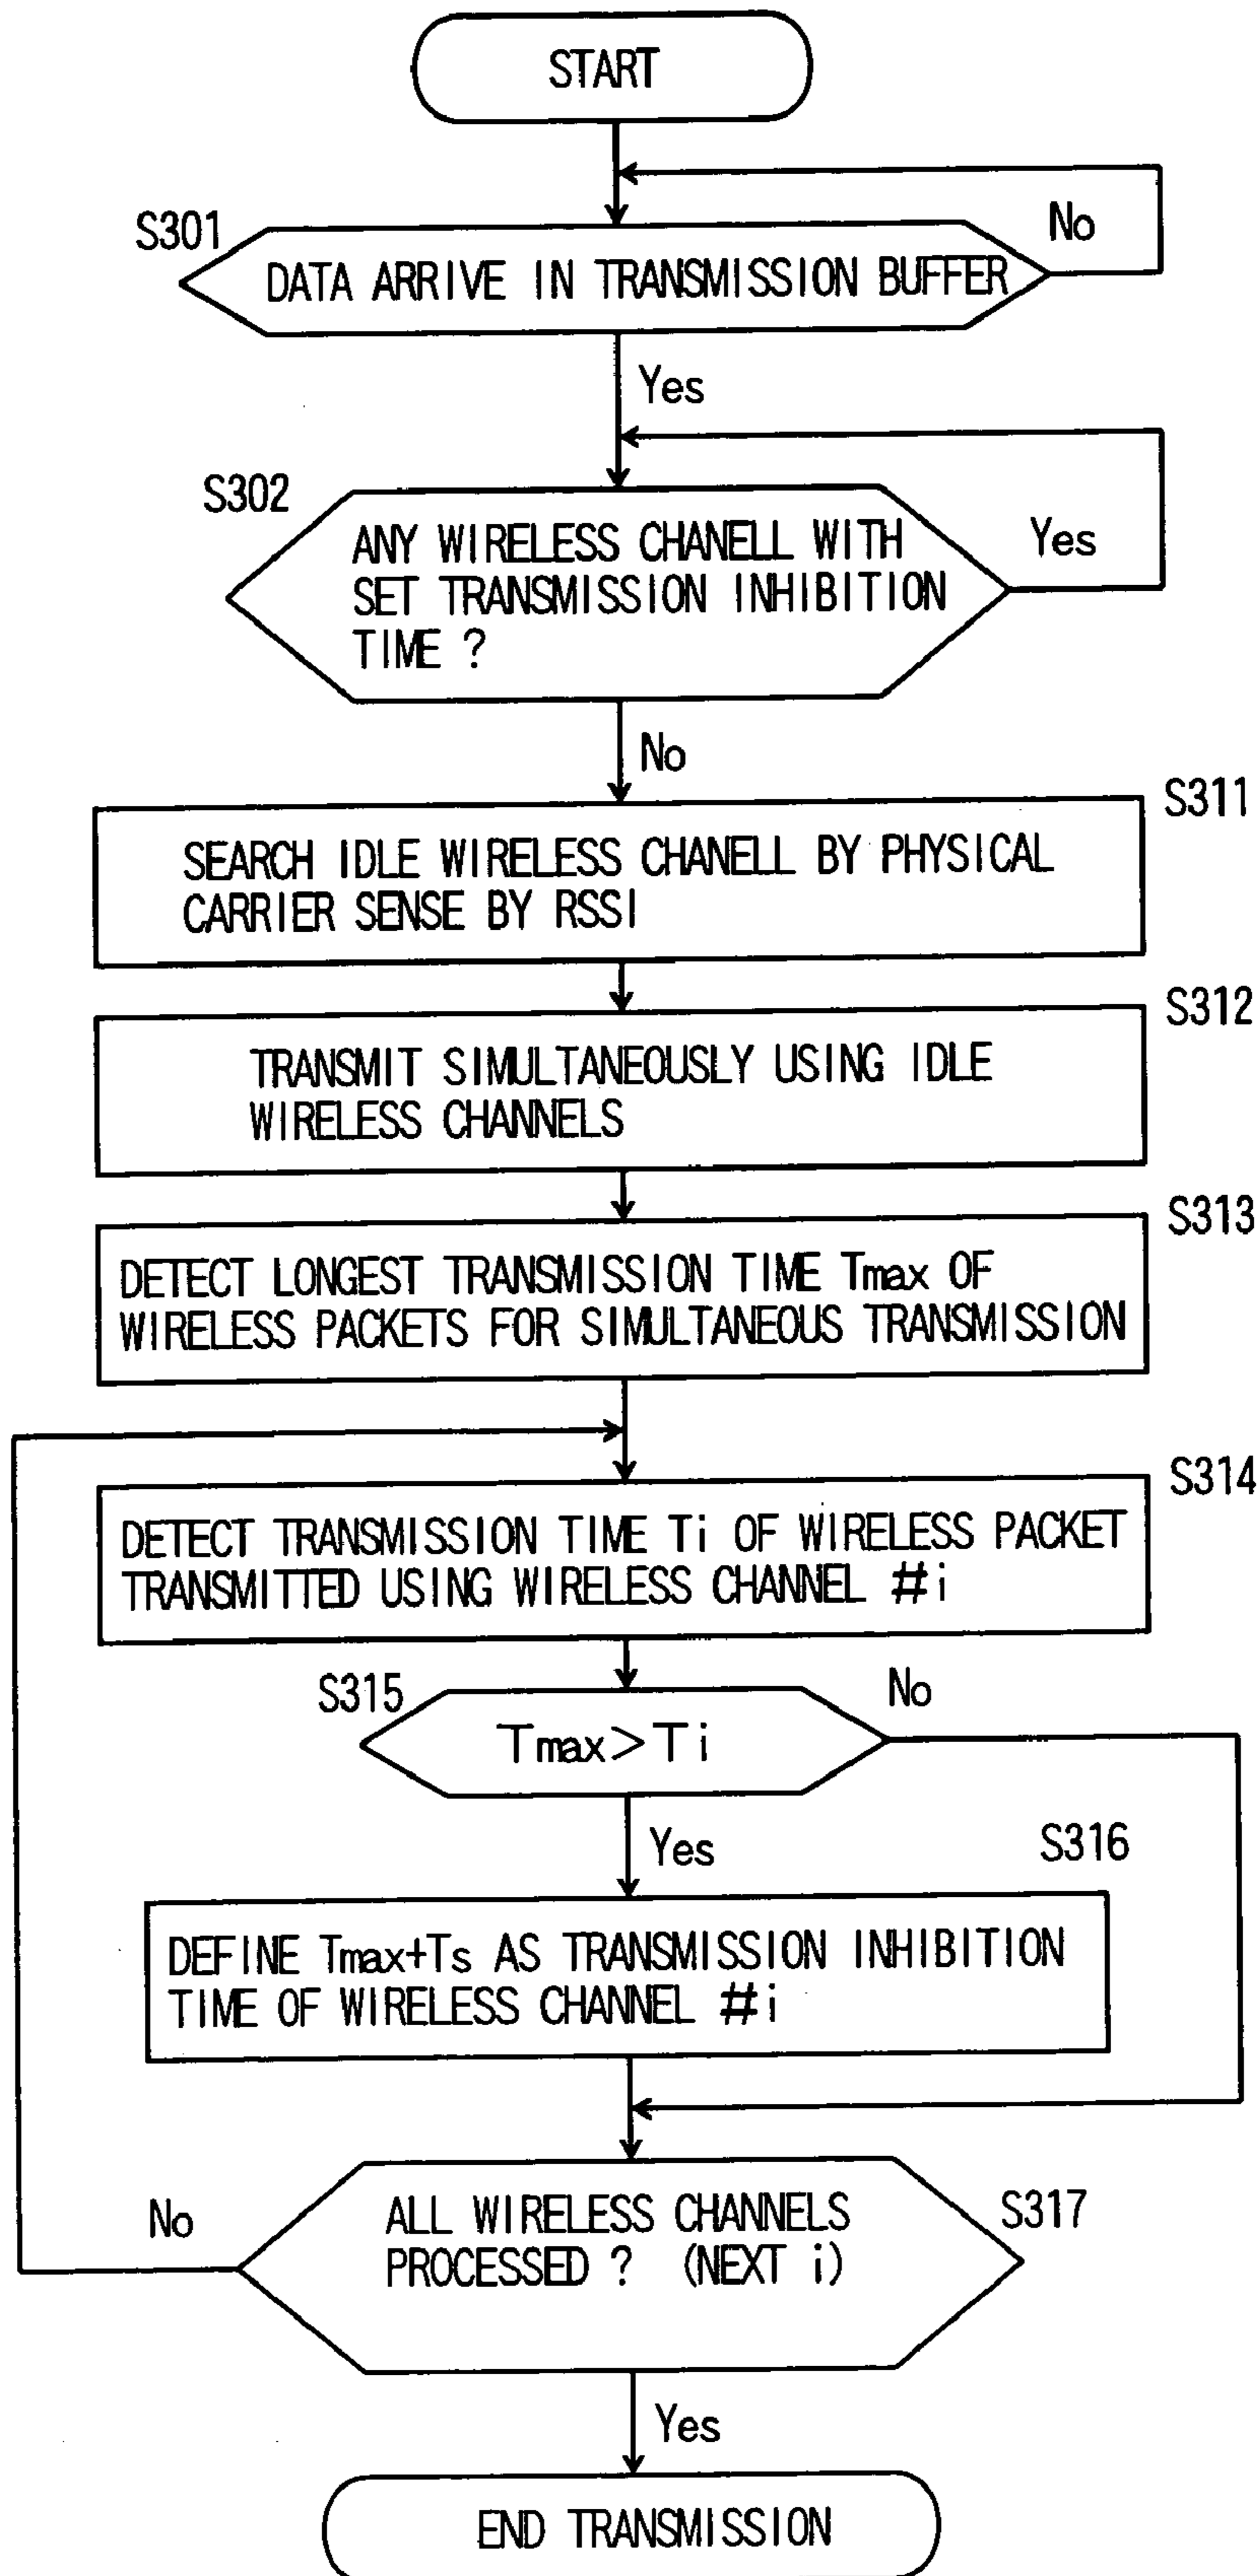 START
No
S301
DATA ARRIVE IN TRANSMISSION BUFFER
Yes
S302
ANY WIRELESS CHANELL WITH
SET TRANSMISSION INHIBITION
TIME ?
Yes
No
S311
SEARCH IDLE WIRELESS CHANELL BY PHYSICAL
CARRIER SENSE BY RSSI
S312
TRANSMIT SIMULTANEOUSLY USING IDLE
WIRELESS CHANNELS
S313
DETECT LONGEST TRANSMISSION TIME Tmax OF
WIRELESS PACKETS FOR SIMULTANEOUS TRANSMISSION
S314
DETECT TRANSMISSION TIME Ti OF WIRELESS PACKET
TRANSMITTED USING WIRELESS CHANNEL #i
S315
No
Tmax>Ti
Yes
S316
DEFINE Tmax+Ts AS TRANSMISSION INHIBITION
TIME OF WIRELESS CHANNEL #i
No
ALL WIRELESS CHANNELS
PROCESSED ? (NEXT i)
S317
Yes
END TRANSMISSION